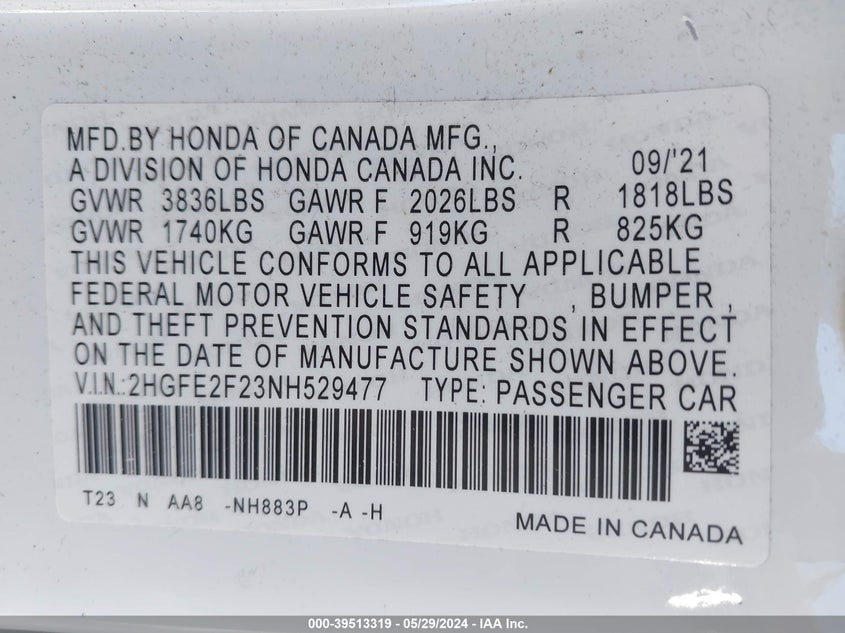 MFD.BY HONDA OF CANADA MFG.,
A DIVISION OF HONDA CANADA INC. 09/'21
GVWR 3836LBS GAWR F 2026LBS R 1818LBS
GVWR 1740KG GAWR F 919KG R 825KG
THIS VEHICLE CONFORMS TO ALL APPLICABLE
FEDERAL MOTOR VEHICLE SAFETY , BUMPER ,
AND THEFT PREVENTION STANDARDS IN EFFECT
ON THE DATE OF MANUFACTURE SHOWN ABOVE.
V.I.N.:2HGFE2F23NH529477 TYPE: PASSENGER CAR
T23 N AA8 -NH883P -A -H
MADE IN CANADA
000-39513319 - 05/29/2024 - IAA Inc.